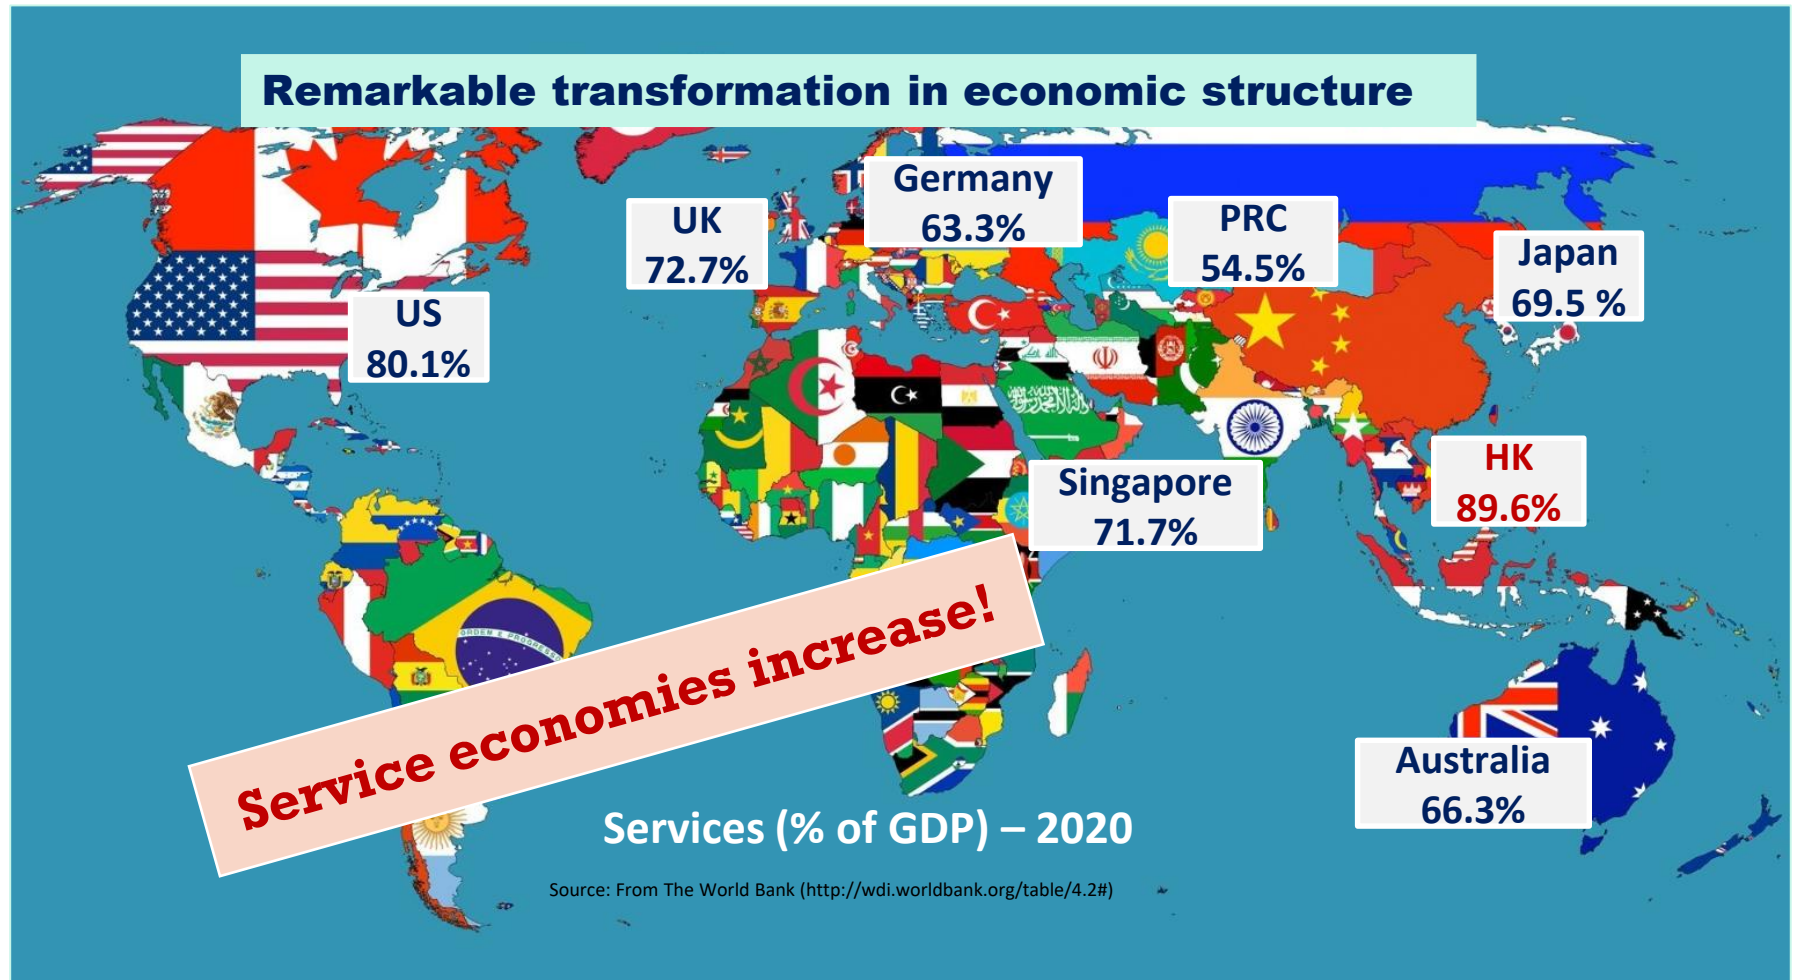 Remarkable transformation in economic structure
Germany
63.3%
UK
72.7%
PRC
54.5%
Japan
69.5 %
US
80.1%
HK
89.6%
Singapore
71.7%
Service economies increase!
Australia
66.3%
Services (% of GDP) – 2020
Source: From The World Bank (http://wdi.worldbank.org/table/4.2#)